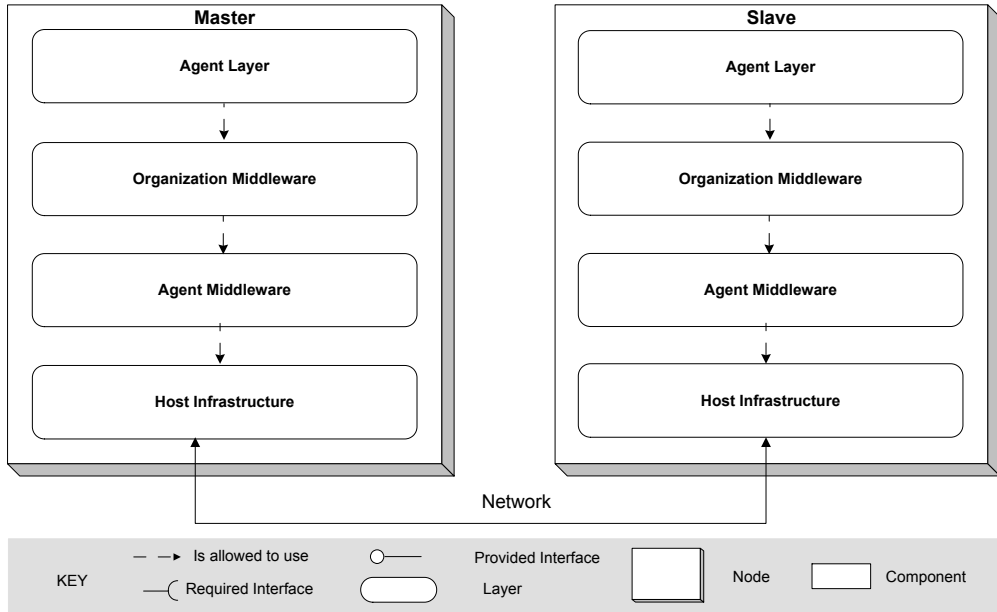 Master
Agent Layer
Organization Middleware
Agent Middleware
Host Infrastructure
Slave
Agent Layer
Organization Middleware
Agent Middleware
Host Infrastructure
Network
KEY
Is allowed to use
Required Interface
Provided Interface
Layer
Node
Component